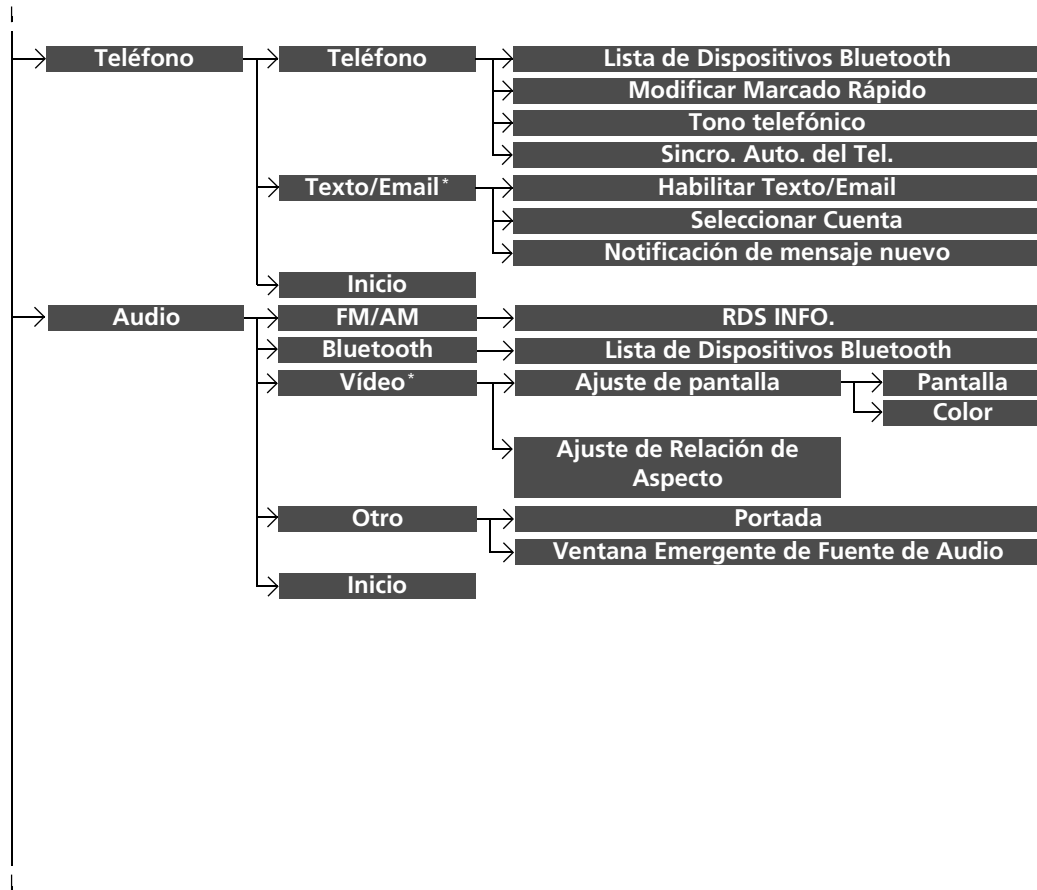 Teléfono
Teléfono
Lista de Dispositivos Bluetooth
Modificar Marcado Rápido
Tono telefónico
Sincro. Auto. del Tel.
Texto/Email*
Habilitar Texto/Email
Seleccionar Cuenta
Notificación de mensaje nuevo
Inicio
Audio
FM/AM
RDS INFO.
Bluetooth
Lista de Dispositivos Bluetooth
Vídeo*
Ajuste de pantalla
Pantalla
Color
Ajuste de Relación de
Aspecto
Otro
Portada
Ventana Emergente de Fuente de Audio
Inicio